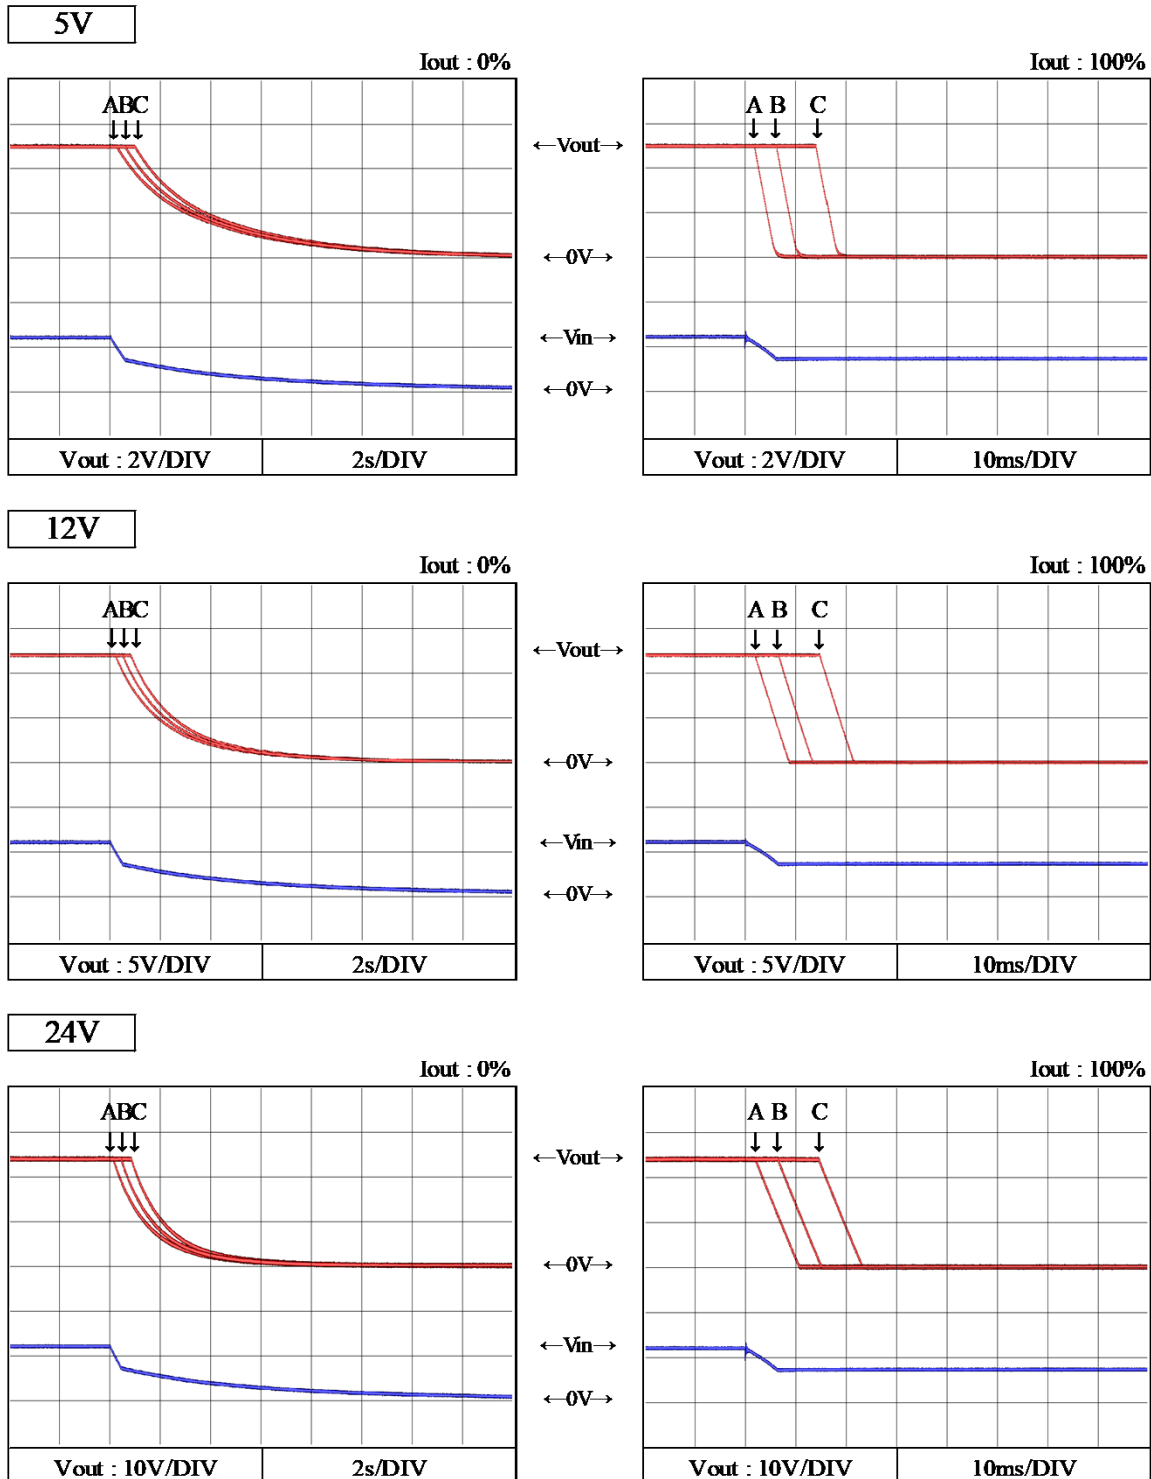 5V
Iout : 0% Iout : 100%
ABC A B C
←Vout→
←0V→
←Vin→
←0V→
Vout : 2V/DIV 2s/DIV Vout : 2V/DIV 10ms/DIV
12V
Iout : 0% Iout : 100%
ABC A B C
←Vout→
←0V→
←Vin→
←0V→
Vout : 5V/DIV 2s/DIV Vout : 5V/DIV 10ms/DIV
24V
Iout : 0% Iout : 100%
ABC A B C
←Vout→
←0V→
←Vin→
←0V→
Vout : 10V/DIV 2s/DIV Vout : 10V/DIV 10ms/DIV